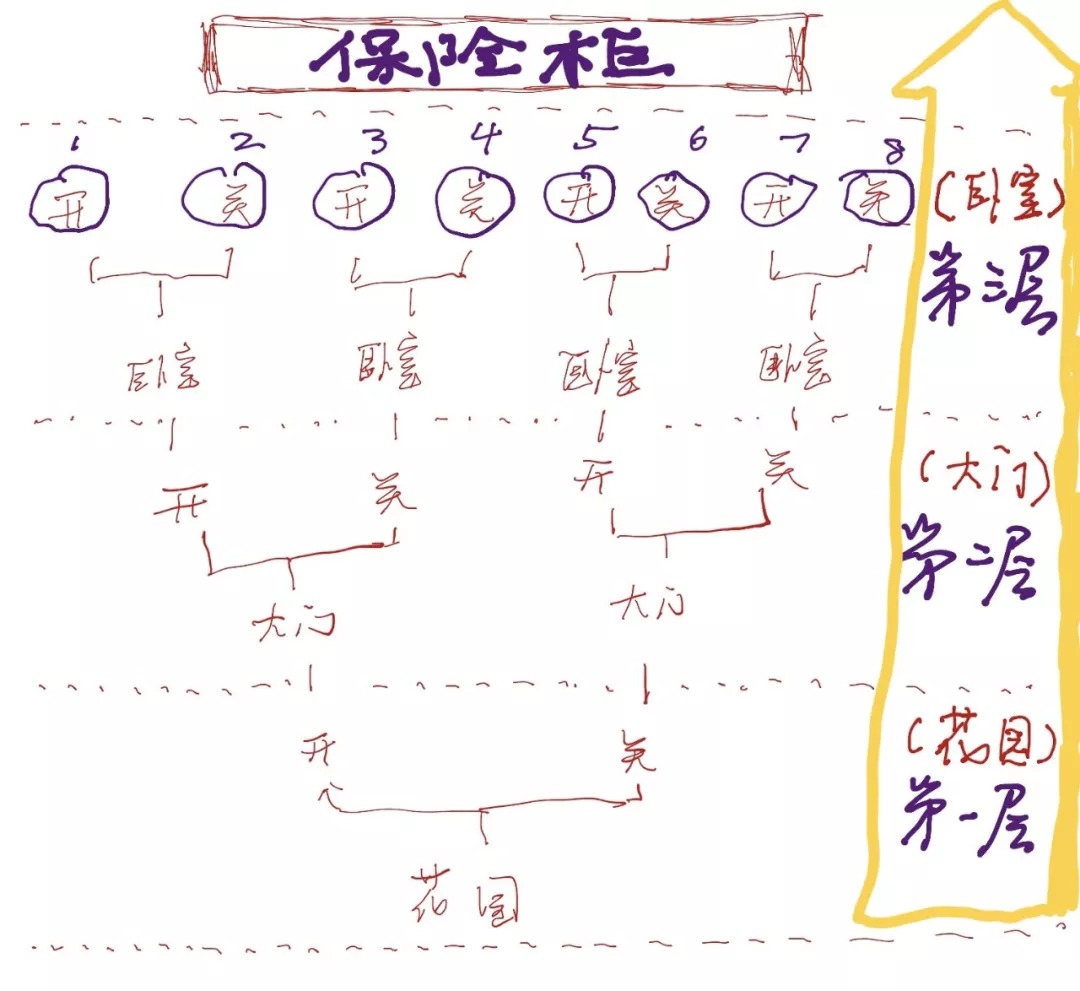 保险柜
1 2 3 4 5 6 7 8
开 关 开 关 开 关 开 关
(卧室)
第三层
卧室 卧室 卧室 卧室
开 关 开 关
(大门)
第二层
大门 大门
开 关
(花园)
第一层
花园